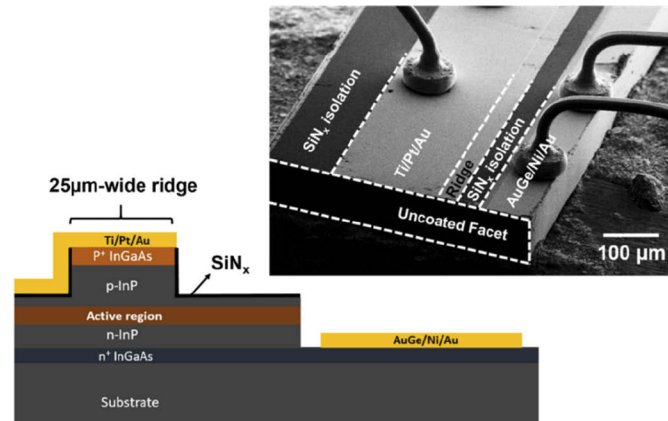 SiNₓ isolation
Ti/Pt/Au
Ridge
SiNₓ isolation
AuGe/Ni/Au
Uncoated Facet
100 µm
25µm-wide ridge
Ti/Pt/Au
P⁺ InGaAs
p-InP
SiNₓ
Active region
n-InP
n⁺ InGaAs
AuGe/Ni/Au
Substrate